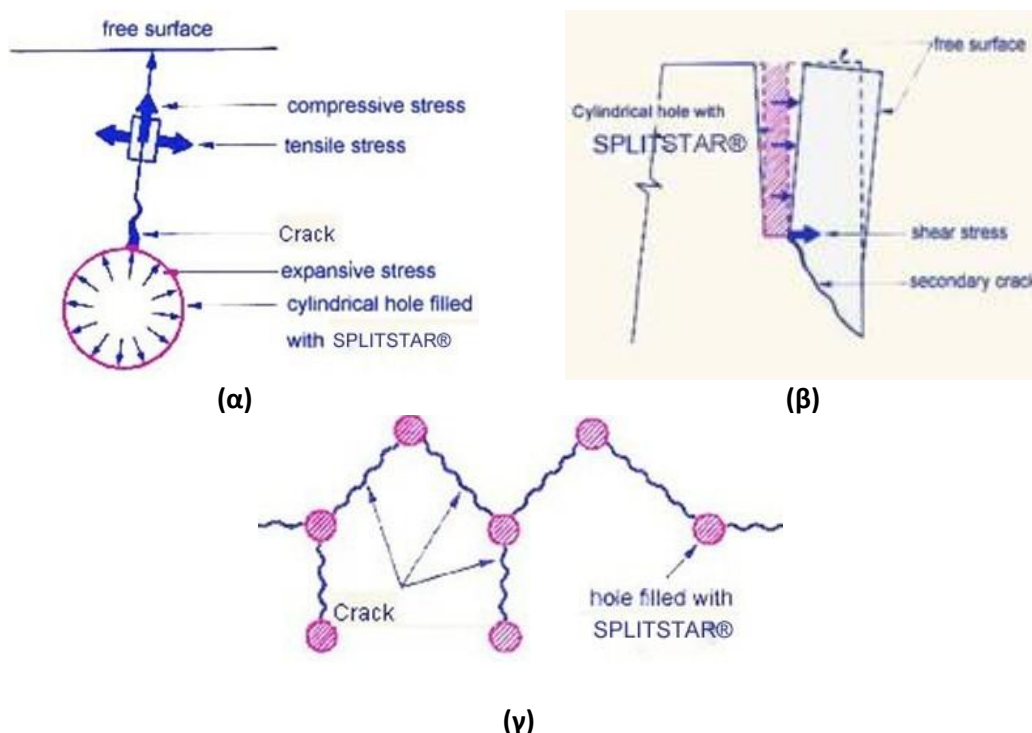 free surface
compressive stress
tensile stress
Crack
expansive stress
cylindrical hole filled
with SPLITSTAR®
(α)
ℓ
free surface
Cylindrical hole with
SPLITSTAR®
shear stress
secondary crack
(β)
Crack
hole filled with
SPLITSTAR®
(γ)